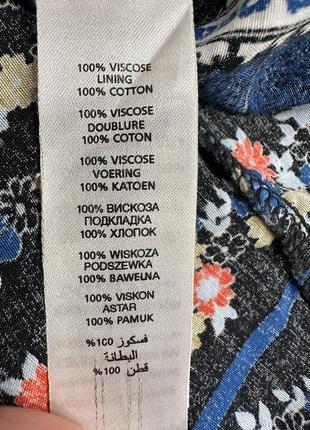 100% VISCOSE
LINING
100% COTTON
100% VISCOSE
DOUBLURE
100% COTON
100% VISCOSE
VOERING
100% KATOEN
100% ВИСКОЗА
ПОДКЛАДКА
100% ХЛОПОК
100% WISKOZA
PODSZEWKA
100% BAWEŁNA
100% VISKON
ASTAR
100% PAMUK
فسكوز 100%
البطانة
قطن 100%